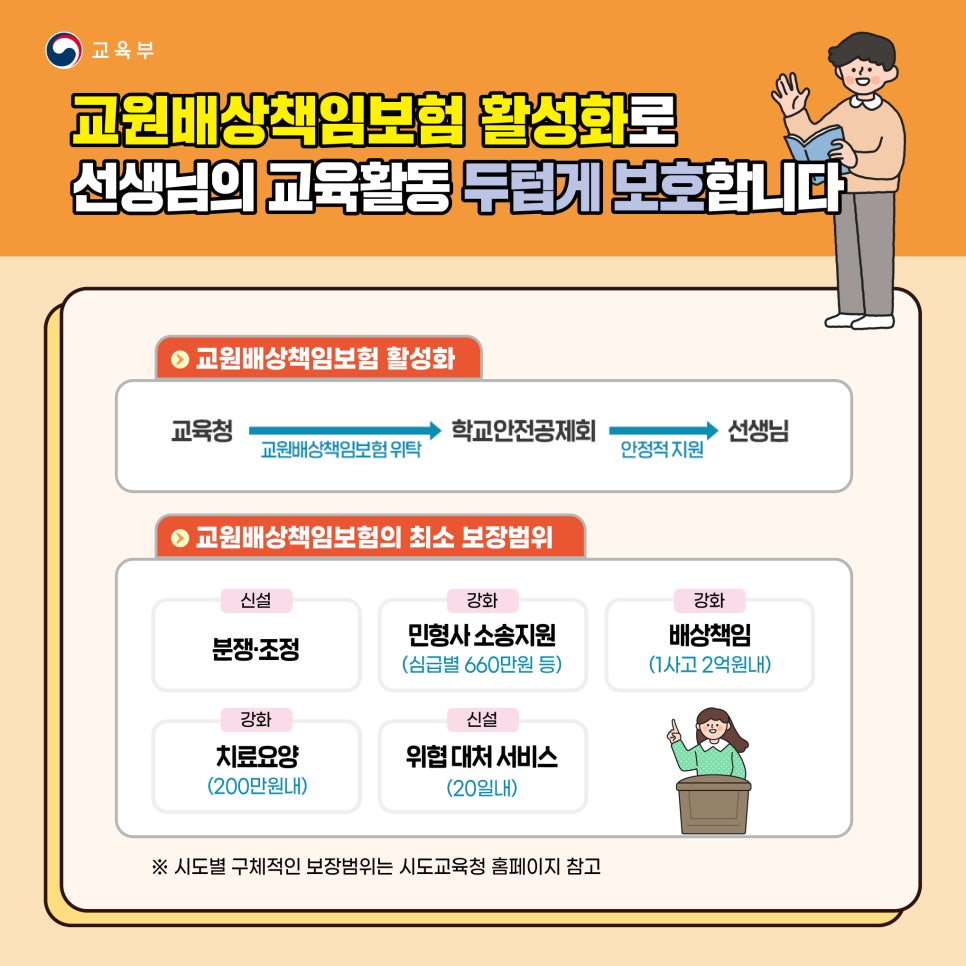 교육부
교원배상책임보험 활성화로
선생님의 교육활동 두텁게 보호합니다
교원배상책임보험 활성화
교육청
교원배상책임보험 위탁
학교안전공제회
안정적 지원
선생님
교원배상책임보험의 최소 보장범위
신설
분쟁·조정
강화
민형사 소송지원
(심급별 660만원 등)
강화
배상책임
(1사고 2억원내)
강화
치료요양
(200만원내)
신설
위협 대처 서비스
(20일내)
※ 시도별 구체적인 보장범위는 시도교육청 홈페이지 참고